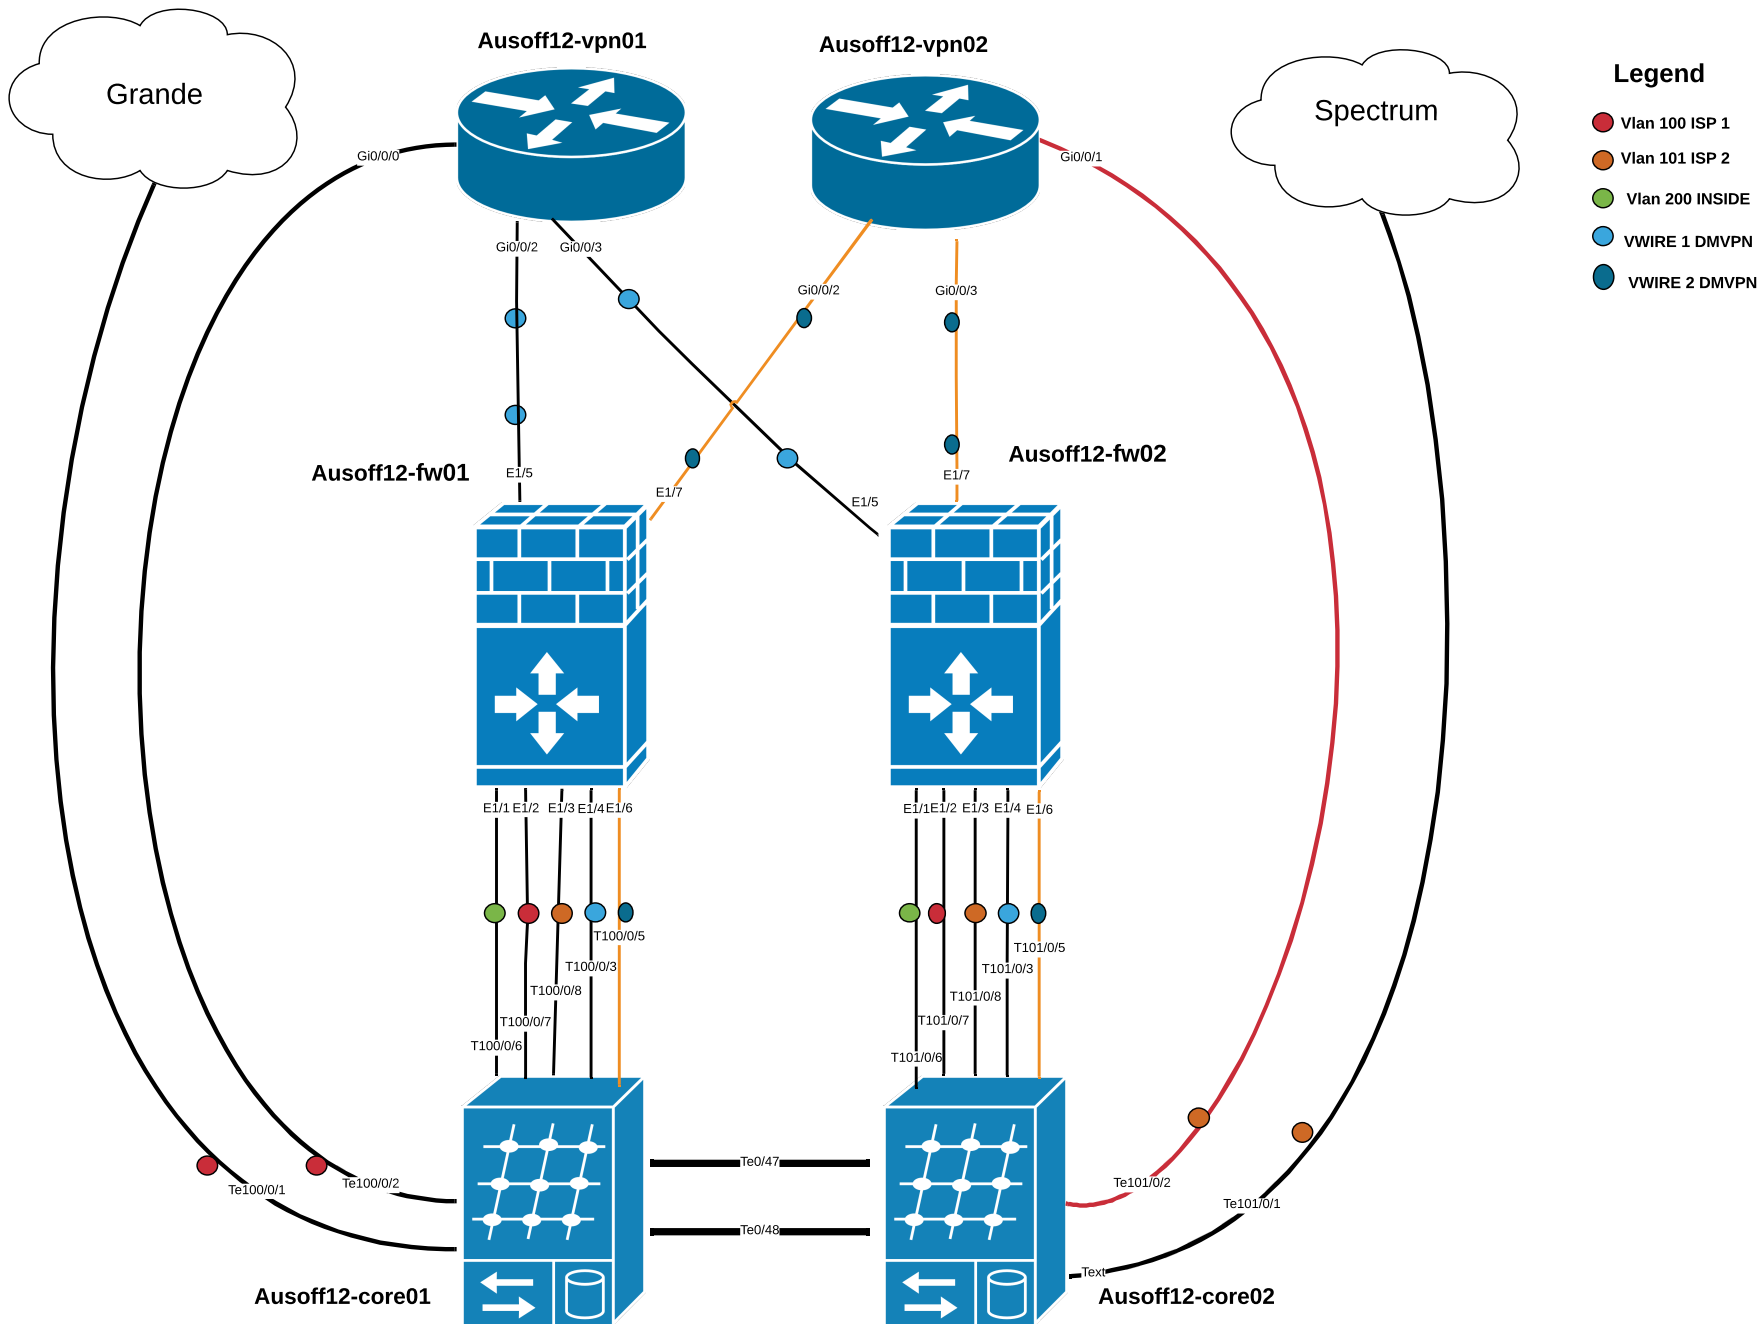 Ausoff12-vpn01
Ausoff12-vpn02
Grande
Spectrum
Legend
Vlan 100 ISP 1
Vlan 101 ISP 2
Vlan 200 INSIDE
VWIRE 1 DMVPN
VWIRE 2 DMVPN
Gi0/0/0
Gi0/0/1
Gi0/0/2
Gi0/0/3
Gi0/0/2
Gi0/0/3
Ausoff12-fw01
Ausoff12-fw02
E1/5
E1/7
E1/5
E1/7
E1/1
E1/2
E1/3
E1/4
E1/6
E1/1
E1/2
E1/3
E1/4
E1/6
T100/0/5
T100/0/3
T100/0/8
T100/0/7
T100/0/6
T101/0/5
T101/0/3
T101/0/8
T101/0/7
T101/0/6
Te100/0/1
Te100/0/2
Te0/47
Te0/48
Te101/0/2
Te101/0/1
Text
Ausoff12-core01
Ausoff12-core02